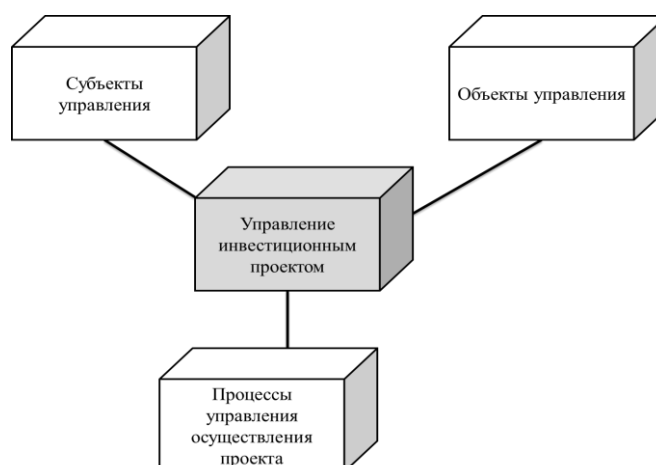 Субъекты
управления
Объекты управления
Управление
инвестиционным
проектом
Процессы
управления
осуществления
проекта